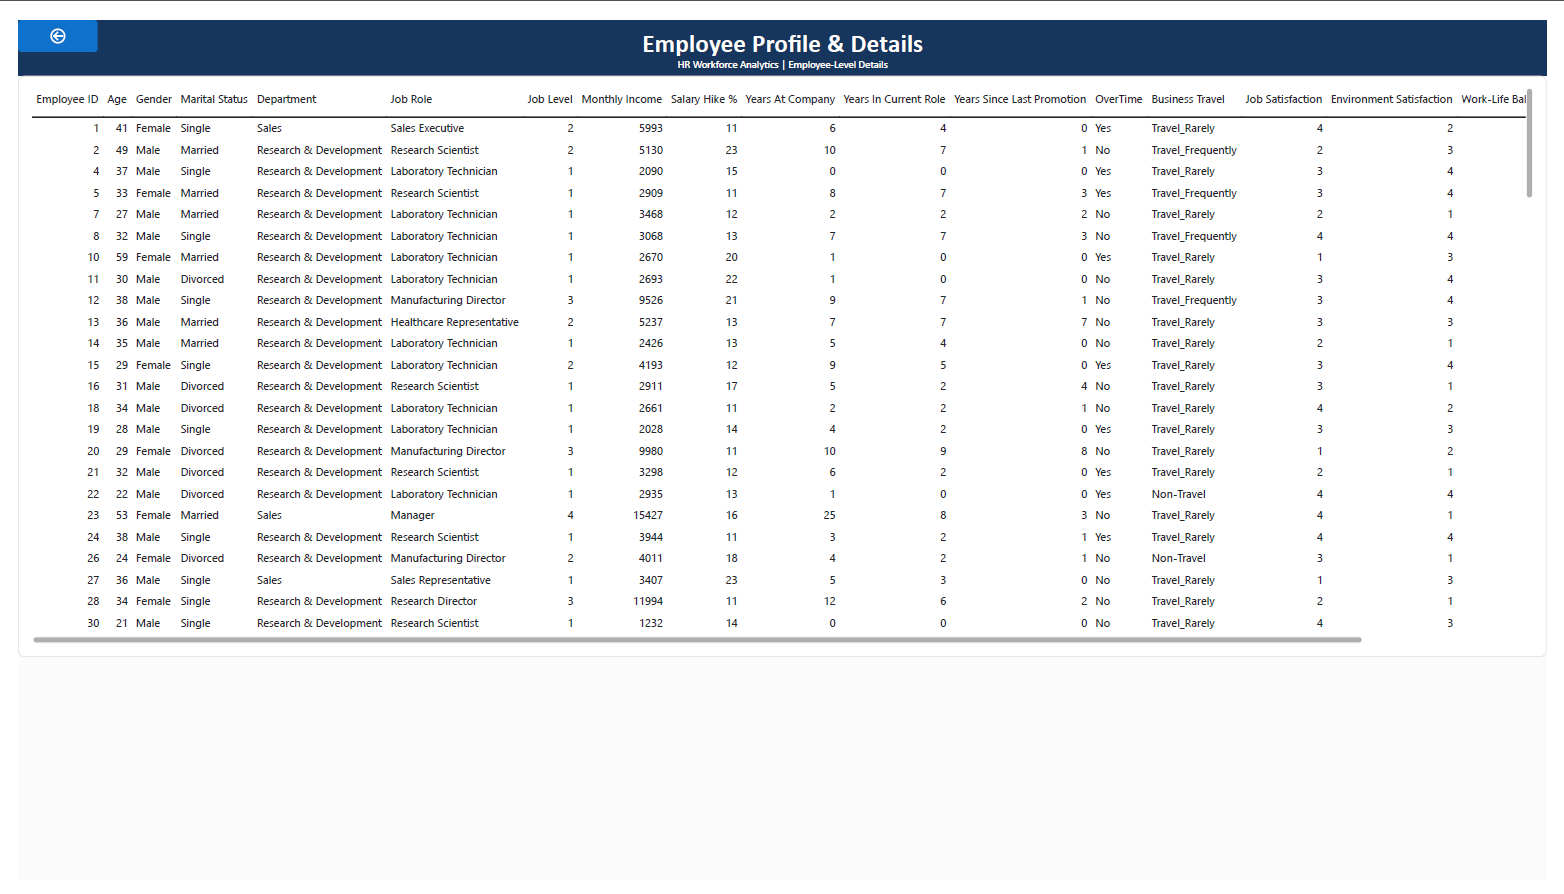 Employee Profile & Details
HR Workforce Analytics | Employee-Level Details
Employee ID Age Gender Marital Status Department Job Role Job Level Monthly Income Salary Hike % Years At Company Years In Current Role Years Since Last Promotion OverTime Business Travel Job Satisfaction Environment Satisfaction Work-Life Bal
1 41 Female Single Sales Sales Executive 2 5993 11 6 4 0 Yes Travel_Rarely 4 2
2 49 Male Married Research & Development Research Scientist 2 5130 23 10 7 1 No Travel_Frequently 2 3
4 37 Male Single Research & Development Laboratory Technician 1 2090 15 0 0 0 Yes Travel_Rarely 3 4
5 33 Female Married Research & Development Research Scientist 1 2909 11 8 7 3 Yes Travel_Frequently 3 4
7 27 Male Married Research & Development Laboratory Technician 1 3468 12 2 2 2 No Travel_Rarely 2 1
8 32 Male Single Research & Development Laboratory Technician 1 3068 13 7 7 3 No Travel_Frequently 4 4
10 59 Female Married Research & Development Laboratory Technician 1 2670 20 1 0 0 Yes Travel_Rarely 1 3
11 30 Male Divorced Research & Development Laboratory Technician 1 2693 22 1 0 0 No Travel_Rarely 3 4
12 38 Male Single Research & Development Manufacturing Director 3 9526 21 9 7 1 No Travel_Frequently 3 4
13 36 Male Married Research & Development Healthcare Representative 2 5237 13 7 7 7 No Travel_Rarely 3 3
14 35 Male Married Research & Development Laboratory Technician 1 2426 13 5 4 0 No Travel_Rarely 2 1
15 29 Female Single Research & Development Laboratory Technician 2 4193 12 9 5 0 Yes Travel_Rarely 3 4
16 31 Male Divorced Research & Development Research Scientist 1 2911 17 5 2 4 No Travel_Rarely 3 1
18 34 Male Divorced Research & Development Laboratory Technician 1 2661 11 2 2 1 No Travel_Rarely 4 2
19 28 Male Single Research & Development Laboratory Technician 1 2028 14 4 2 0 Yes Travel_Rarely 3 3
20 29 Female Divorced Research & Development Manufacturing Director 3 9980 11 10 9 8 No Travel_Rarely 1 2
21 32 Male Divorced Research & Development Research Scientist 1 3298 12 6 2 0 Yes Travel_Rarely 2 1
22 22 Male Divorced Research & Development Laboratory Technician 1 2935 13 1 0 0 Yes Non-Travel 4 4
23 53 Female Married Sales Manager 4 15427 16 25 8 3 No Travel_Rarely 4 1
24 38 Male Single Research & Development Research Scientist 1 3944 11 3 2 1 Yes Travel_Rarely 4 4
26 24 Female Divorced Research & Development Manufacturing Director 2 4011 18 4 2 1 No Non-Travel 3 1
27 36 Male Single Sales Sales Representative 1 3407 23 5 3 0 No Travel_Rarely 1 3
28 34 Female Single Research & Development Research Director 3 11994 11 12 6 2 No Travel_Rarely 2 1
30 21 Male Single Research & Development Research Scientist 1 1232 14 0 0 0 No Travel_Rarely 4 3